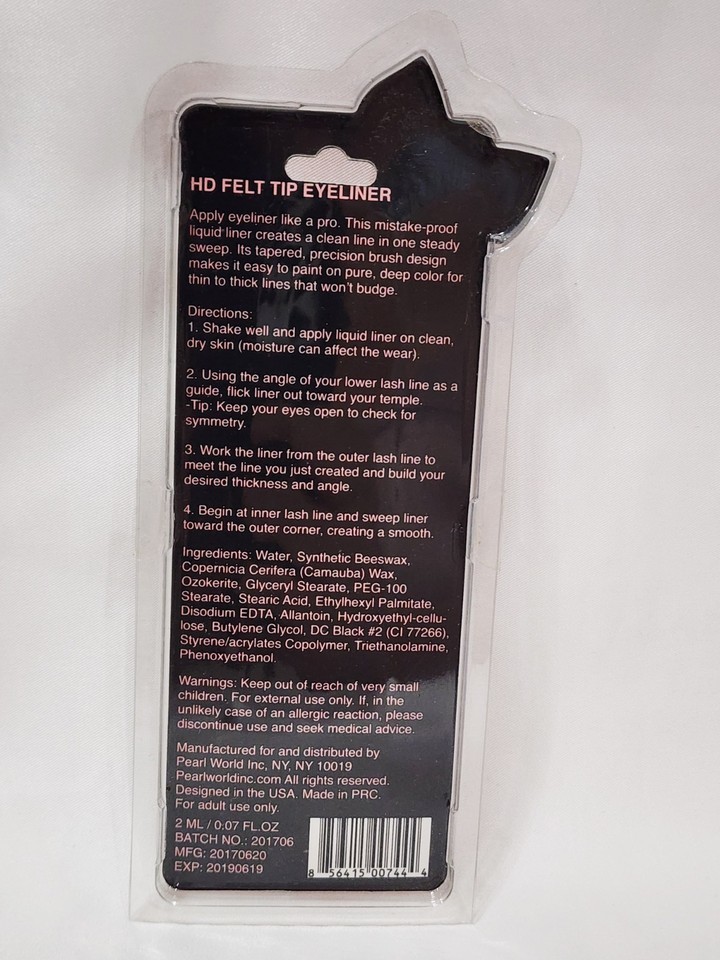 HD FELT TIP EYELINER
Apply eyeliner like a pro. This mistake-proof
liquid liner creates a clean line in one steady
sweep. Its tapered, precision brush design
makes it easy to paint on pure, deep color for
thin to thick lines that won't budge.
Directions:
1. Shake well and apply liquid liner on clean,
dry skin (moisture can affect the wear).
2. Using the angle of your lower lash line as a
guide, flick liner out toward your temple.
-Tip: Keep your eyes open to check for
symmetry.
3. Work the liner from the outer lash line to
meet the line you just created and build your
desired thickness and angle.
4. Begin at inner lash line and sweep liner
toward the outer corner, creating a smooth.
Ingredients: Water, Synthetic Beeswax,
Copernicia Cerifera (Camauba) Wax,
Ozokerite, Glyceryl Stearate, PEG-100
Stearate, Stearic Acid, Ethylhexyl Palmitate,
Disodium EDTA, Allantoin, Hydroxyethyl-cellu-
lose, Butylene Glycol, DC Black #2 (CI 77266),
Styrene/acrylates Copolymer, Triethanolamine,
Phenoxyethanol.
Warnings: Keep out of reach of very small
children. For external use only. If, in the
unlikely case of an allergic reaction, please
discontinue use and seek medical advice.
Manufactured for and distributed by
Pearl World Inc, NY, NY 10019
Pearlworldinc.com All rights reserved.
Designed in the USA. Made in PRC.
For adult use only.
2 ML / 0.07 FL.OZ
BATCH NO.: 201706
MFG: 20170620
EXP: 20190619
8 56415 00744 4